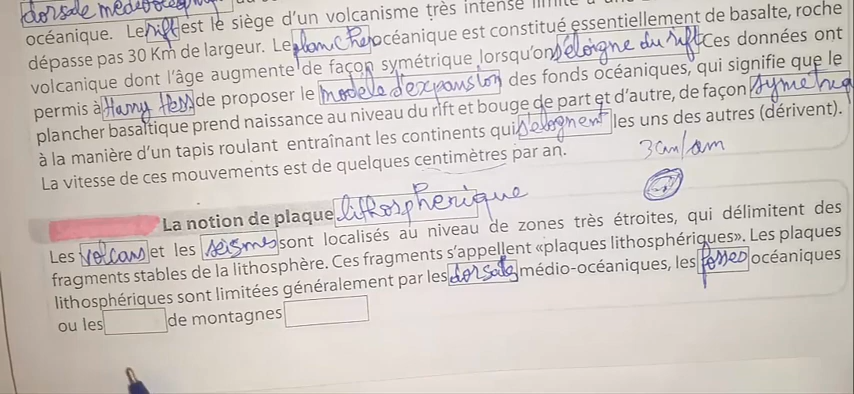 dorsale médio
océanique. Le rift est le siège d'un volcanisme très intense
dépasse pas 30 Km de largeur. Le plancher océanique est constitué essentiellement de basalte, roche
volcanique dont l'âge augmente de façon symétrique lorsqu'on s'éloigne du rift Ces données ont
permis à Harry Hess de proposer le modèle d'expansion des fonds océaniques, qui signifie que le
plancher basaltique prend naissance au niveau du rift et bouge de part et d'autre, de façon
à la manière d'un tapis roulant entraînant les continents qui s'éloignent les uns des autres (dérivent).
La vitesse de ces mouvements est de quelques centimètres par an. 3cm/am
La notion de plaque lithosphérique
Les volcans et les séismes sont localisés au niveau de zones très étroites, qui délimitent des
fragments stables de la lithosphère. Ces fragments s'appellent «plaques lithosphériques». Les plaques
lithosphériques sont limitées généralement par les dorsales médio-océaniques, les fosses océaniques
ou les de montagnes